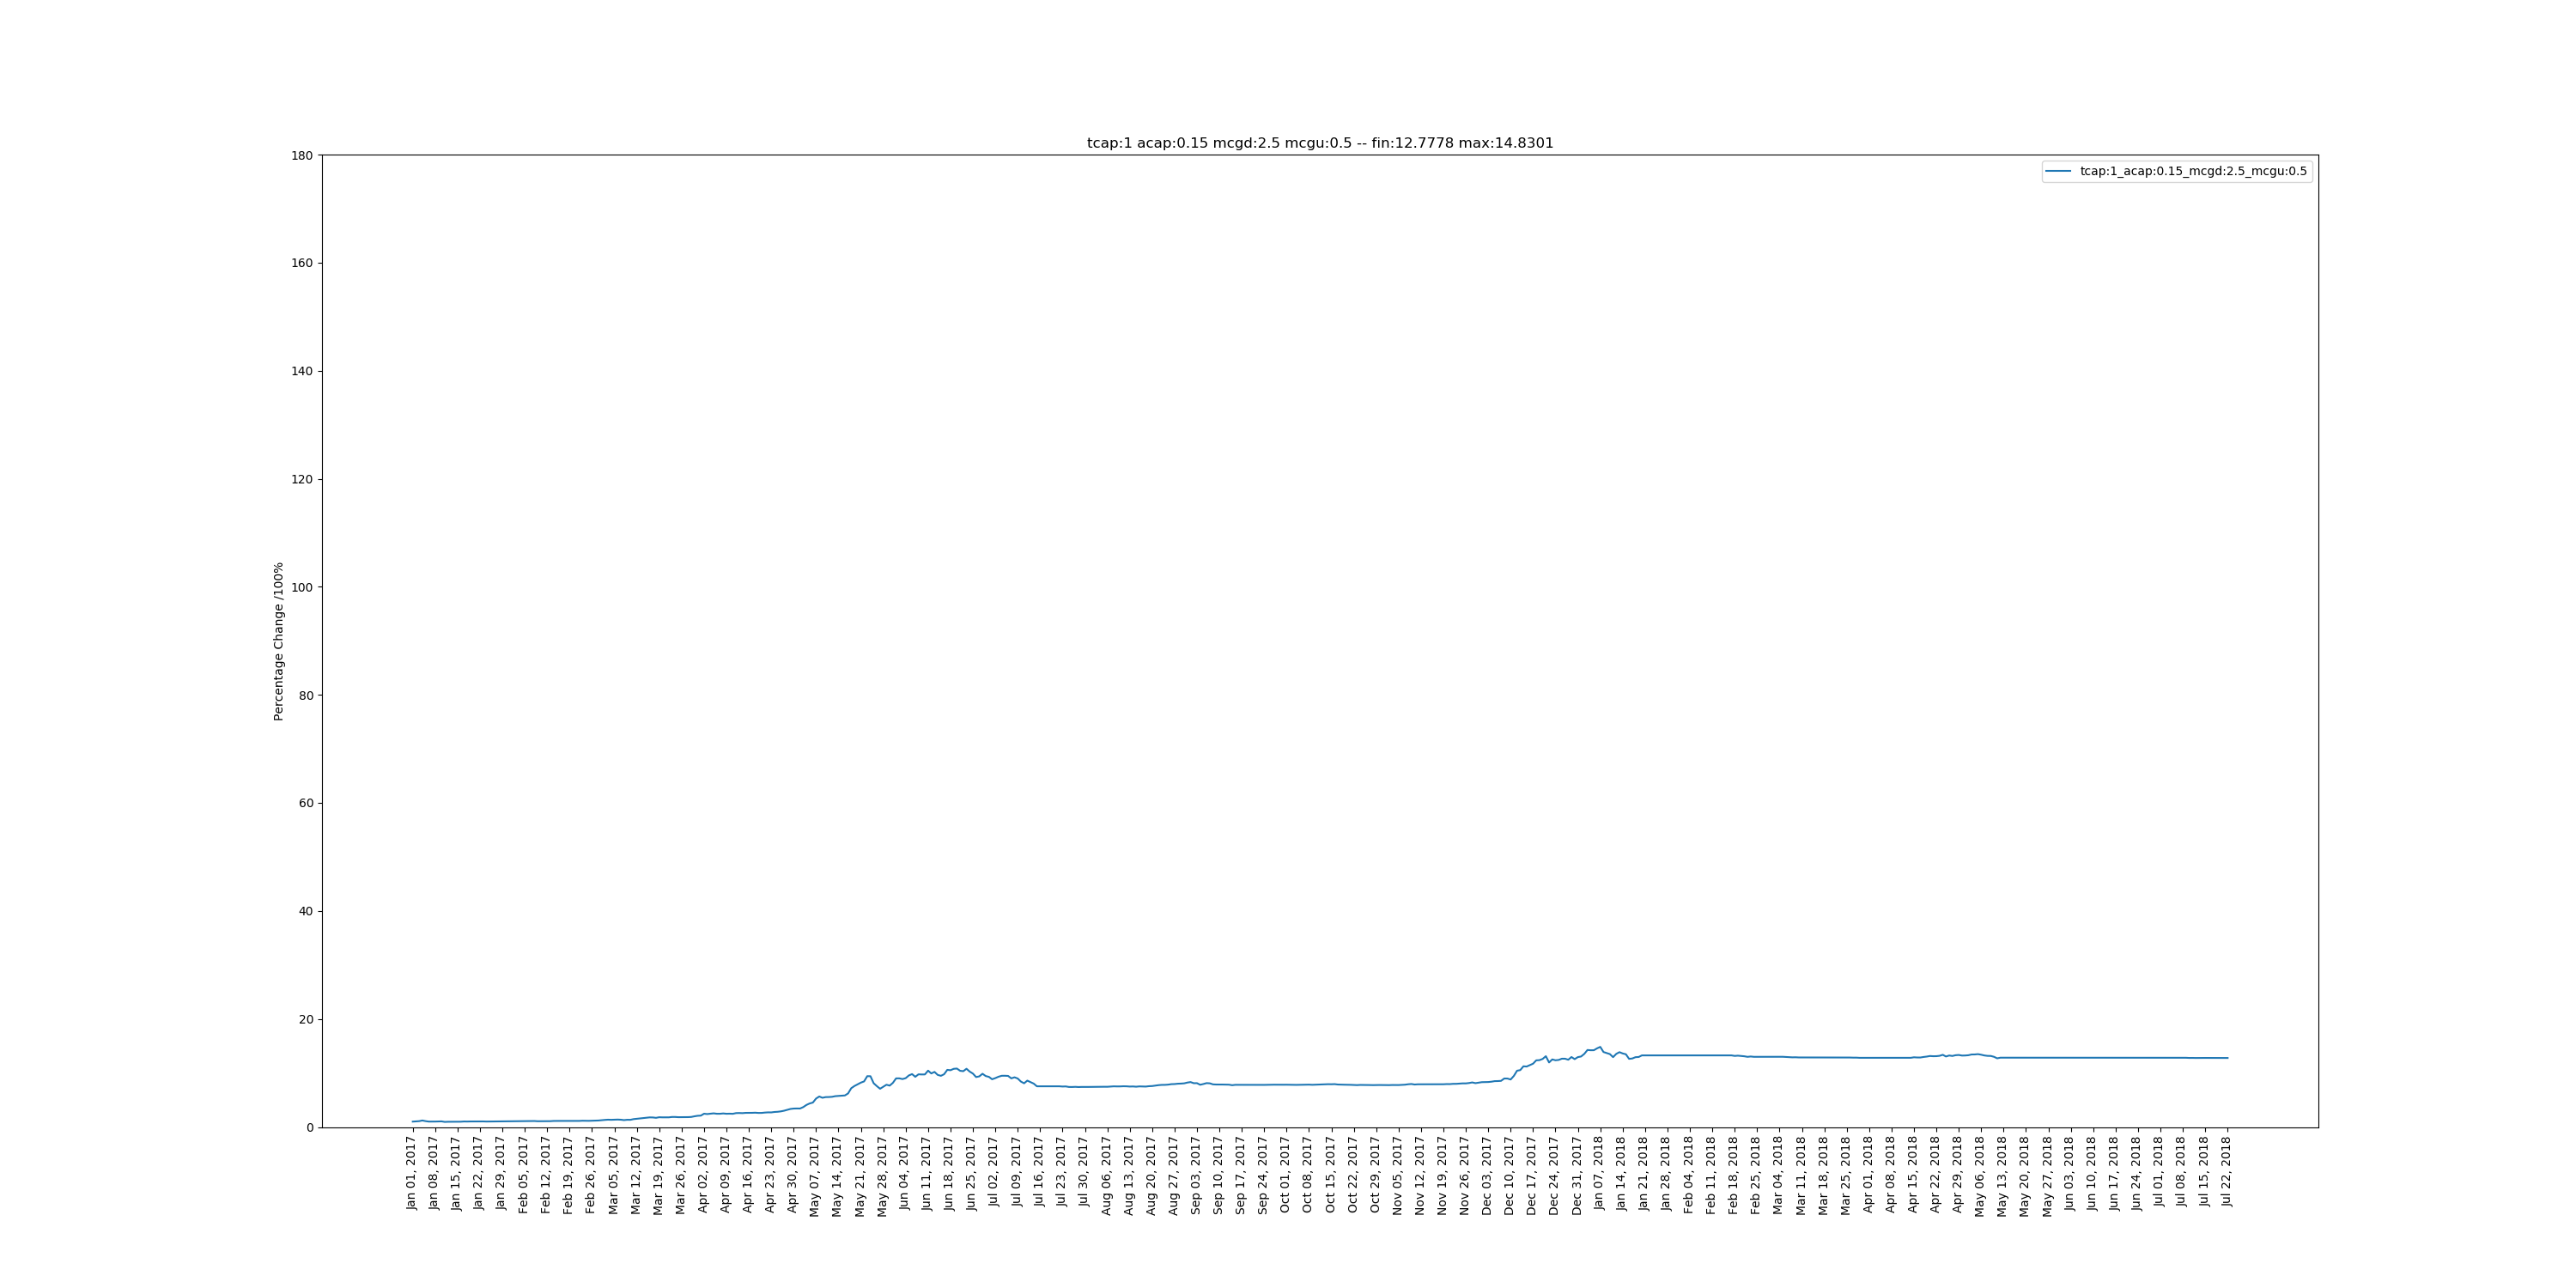 tcap:1 acap:0.15 mcgd:2.5 mcgu:0.5 -- fin:12.7778 max:14.8301
tcap:1_acap:0.15_mcgd:2.5_mcgu:0.5
Percentage Change /100%
180
160
140
120
100
80
60
40
20
0
Jan 01, 2017
Jan 08, 2017
Jan 15, 2017
Jan 22, 2017
Jan 29, 2017
Feb 05, 2017
Feb 12, 2017
Feb 19, 2017
Feb 26, 2017
Mar 05, 2017
Mar 12, 2017
Mar 19, 2017
Mar 26, 2017
Apr 02, 2017
Apr 09, 2017
Apr 16, 2017
Apr 23, 2017
Apr 30, 2017
May 07, 2017
May 14, 2017
May 21, 2017
May 28, 2017
Jun 04, 2017
Jun 11, 2017
Jun 18, 2017
Jun 25, 2017
Jul 02, 2017
Jul 09, 2017
Jul 16, 2017
Jul 23, 2017
Jul 30, 2017
Aug 06, 2017
Aug 13, 2017
Aug 20, 2017
Aug 27, 2017
Sep 03, 2017
Sep 10, 2017
Sep 17, 2017
Sep 24, 2017
Oct 01, 2017
Oct 08, 2017
Oct 15, 2017
Oct 22, 2017
Oct 29, 2017
Nov 05, 2017
Nov 12, 2017
Nov 19, 2017
Nov 26, 2017
Dec 03, 2017
Dec 10, 2017
Dec 17, 2017
Dec 24, 2017
Dec 31, 2017
Jan 07, 2018
Jan 14, 2018
Jan 21, 2018
Jan 28, 2018
Feb 04, 2018
Feb 11, 2018
Feb 18, 2018
Feb 25, 2018
Mar 04, 2018
Mar 11, 2018
Mar 18, 2018
Mar 25, 2018
Apr 01, 2018
Apr 08, 2018
Apr 15, 2018
Apr 22, 2018
Apr 29, 2018
May 06, 2018
May 13, 2018
May 20, 2018
May 27, 2018
Jun 03, 2018
Jun 10, 2018
Jun 17, 2018
Jun 24, 2018
Jul 01, 2018
Jul 08, 2018
Jul 15, 2018
Jul 22, 2018